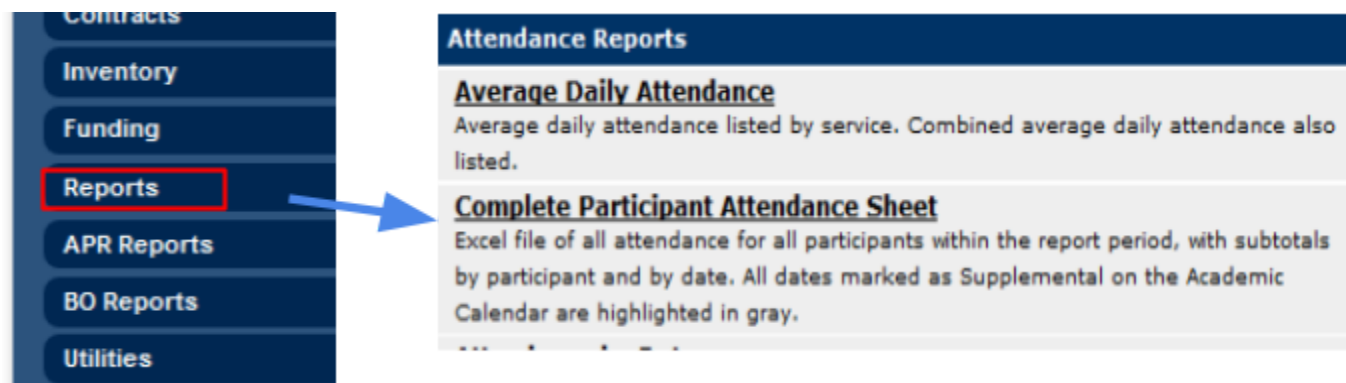 Contracts
Inventory
Funding
Reports
APR Reports
BO Reports
Utilities
Attendance Reports
Average Daily Attendance
Average daily attendance listed by service. Combined average daily attendance also
listed.
Complete Participant Attendance Sheet
Excel file of all attendance for all participants within the report period, with subtotals
by participant and by date. All dates marked as Supplemental on the Academic
Calendar are highlighted in gray.